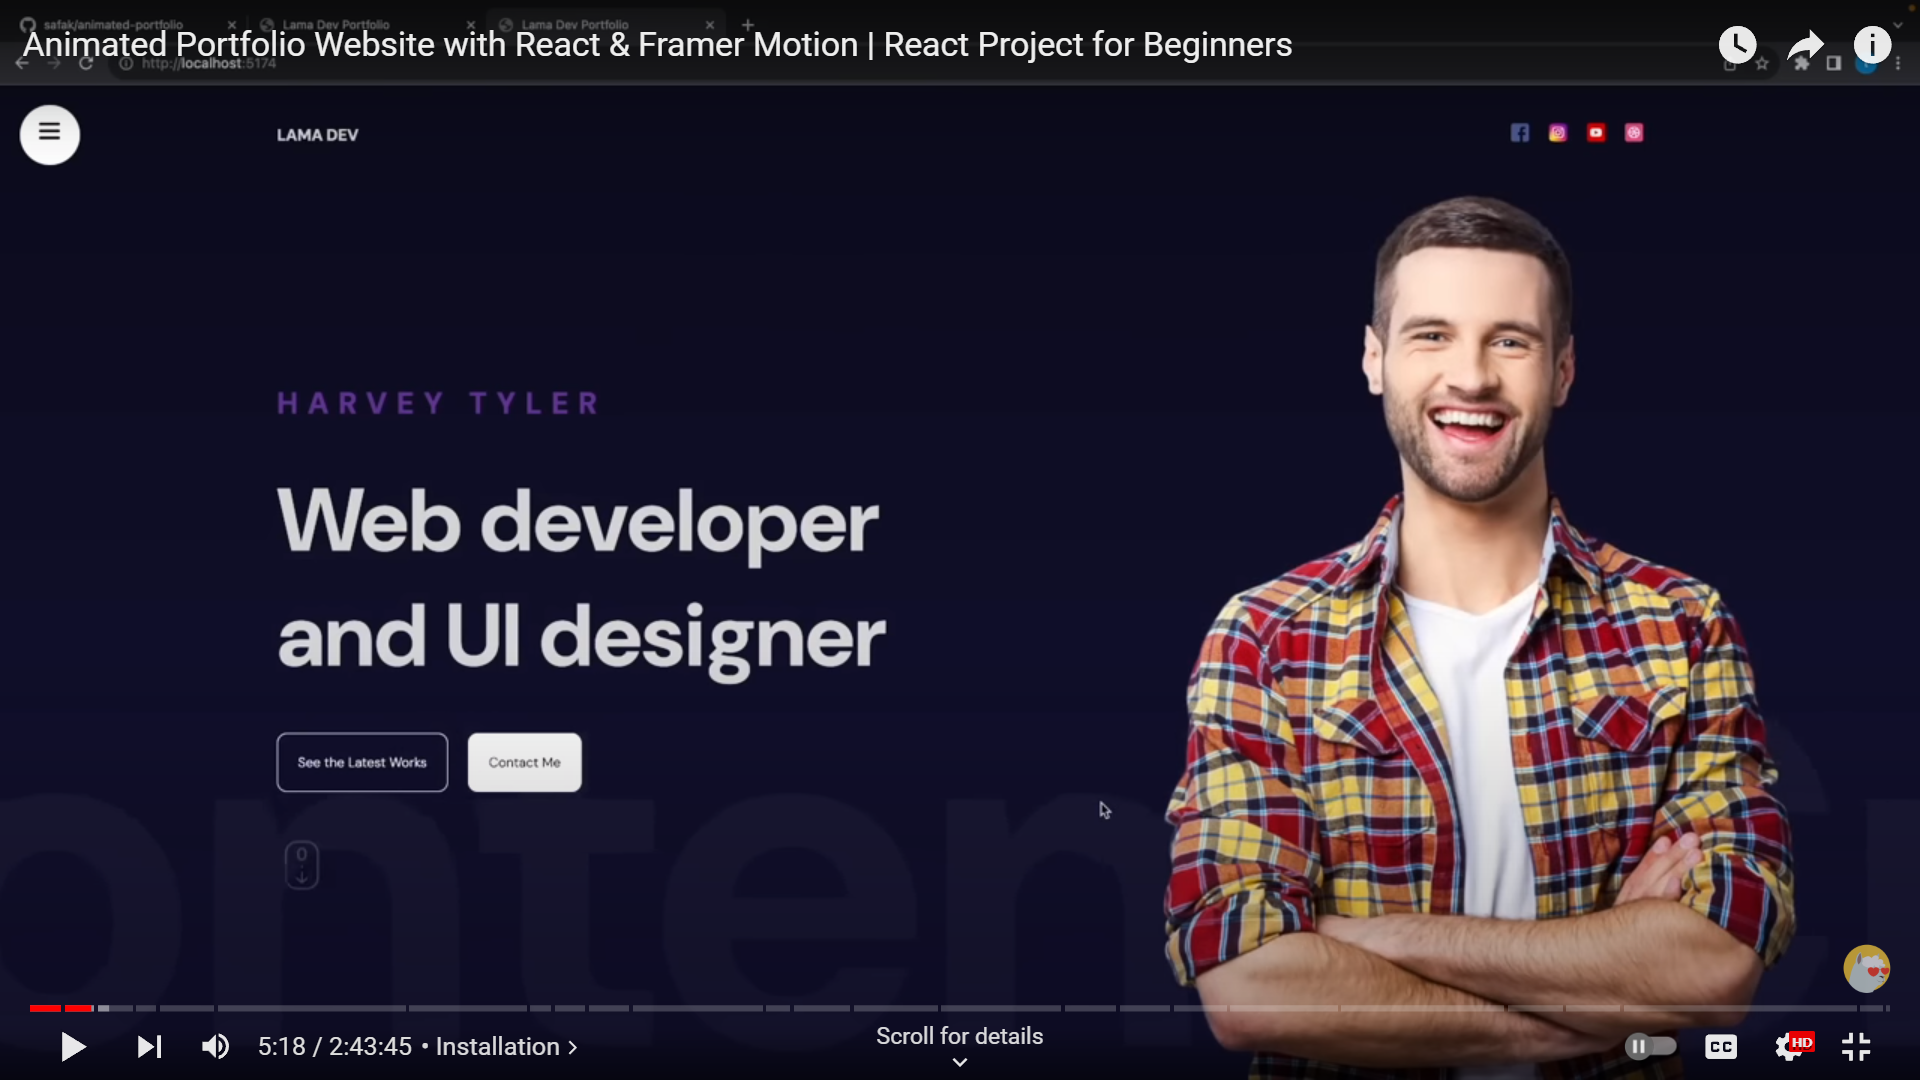 safak/animated-portfolio
Lama Dev Portfolio
Lama Dev Portfolio
Animated Portfolio Website with React & Framer Motion | React Project for Beginners
http://localhost:5174
LAMA DEV
HARVEY TYLER
Web developer
and UI designer
See the Latest Works
Contact Me
onten
5:18 / 2:43:45 • Installation
Scroll for details
CC
HD